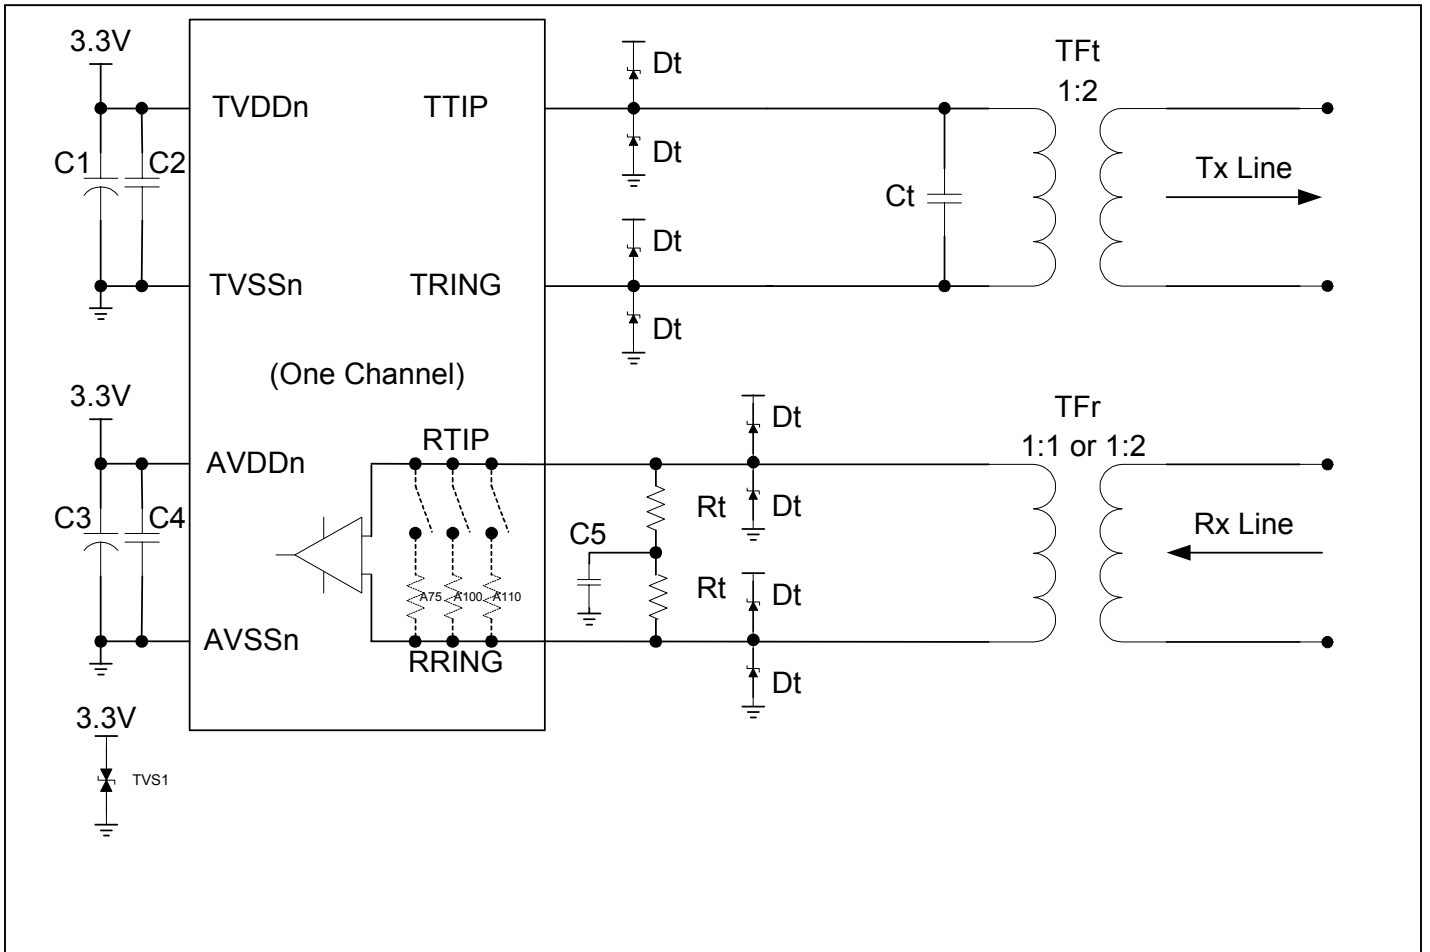 3.3V
Dt
TFt
1:2
TVDDn
TTIP
Dt
C1
C2
Tx Line
Ct
Dt
TVSSn
TRING
Dt
(One Channel)
3.3V
Dt
TFr
1:1 or 1:2
RTIP
AVDDn
Rt
Dt
C3
C4
C5
Rx Line
Rt
Dt
A75
A100
A110
AVSSn
RRING
Dt
3.3V
TVS1